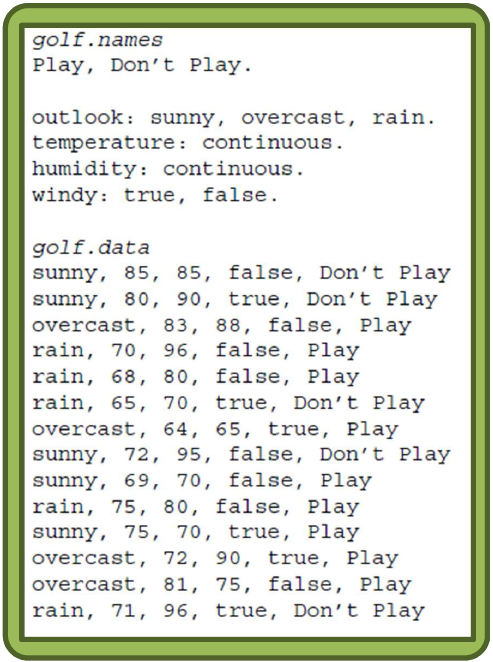 golf.names
Play, Don’t Play.
outlook: sunny, overcast, rain.
temperature: continuous.
humidity: continuous.
windy: true, false.
golf.data
sunny, 85, 85, false, Don’t Play
sunny, 80, 90, true, Don’t Play
overcast, 83, 88, false, Play
rain, 70, 96, false, Play
rain, 68, 80, false, Play
rain, 65, 70, true, Don’t Play
overcast, 64, 65, true, Play
sunny, 72, 95, false, Don’t Play
sunny, 69, 70, false, Play
rain, 75, 80, false, Play
sunny, 75, 70, true, Play
overcast, 72, 90, true, Play
overcast, 81, 75, false, Play
rain, 71, 96, true, Don’t Play